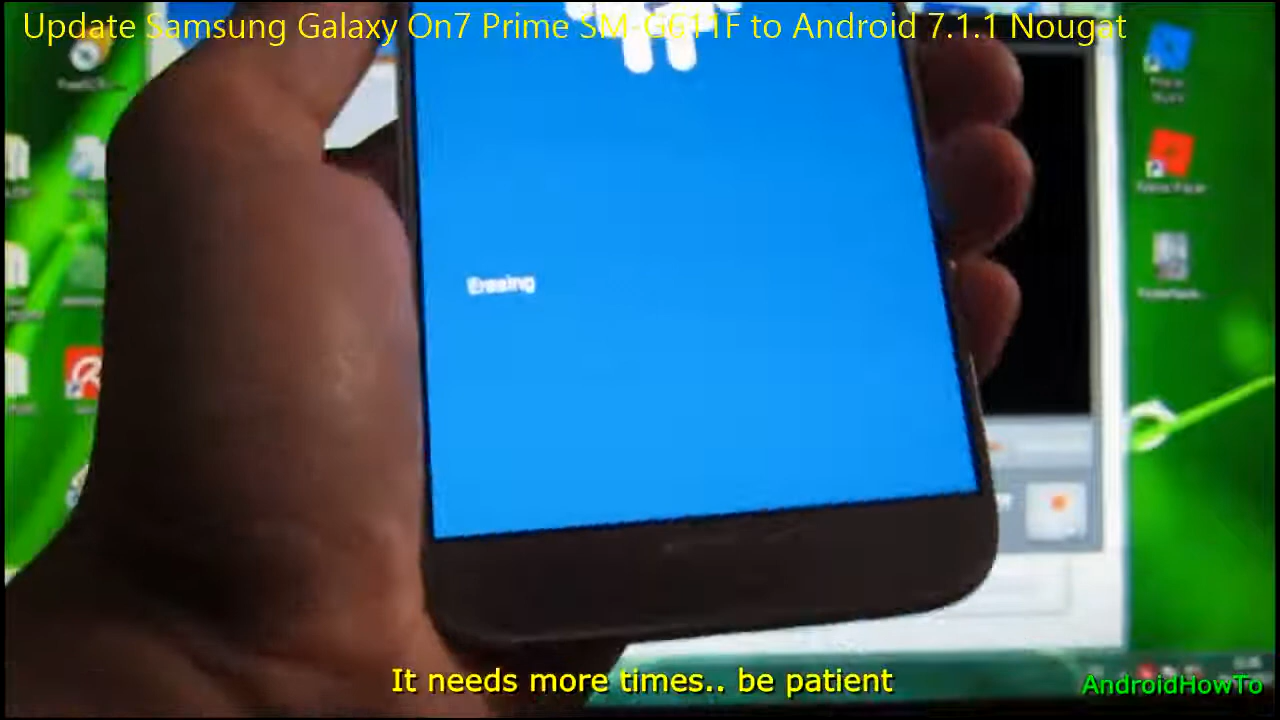 Update Samsung Galaxy On7 Prime SM-G611F to Android 7.1.1 Nougat
Erasing
It needs more times.. be patient
AndroidHowTo